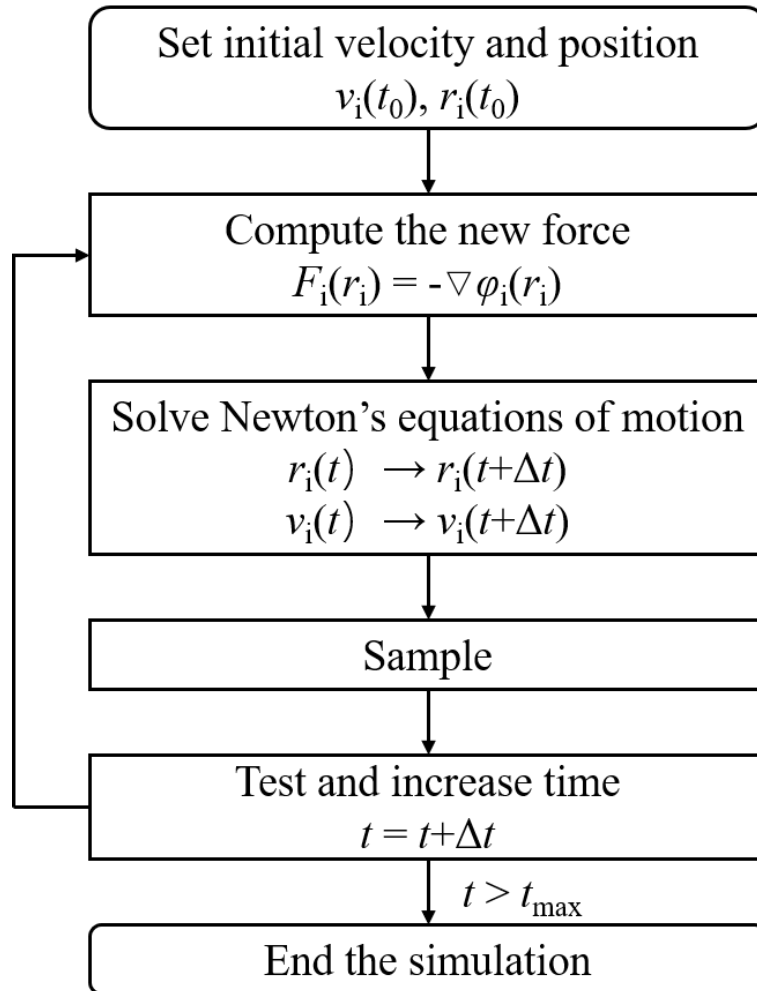 Set initial velocity and position
vᵢ(t₀), rᵢ(t₀)
Compute the new force
Fᵢ(rᵢ) = -▽φᵢ(rᵢ)
Solve Newton’s equations of motion
rᵢ(t) → rᵢ(t+Δt)
vᵢ(t) → vᵢ(t+Δt)
Sample
Test and increase time
t = t+Δt
t > tₘₐₓ
End the simulation